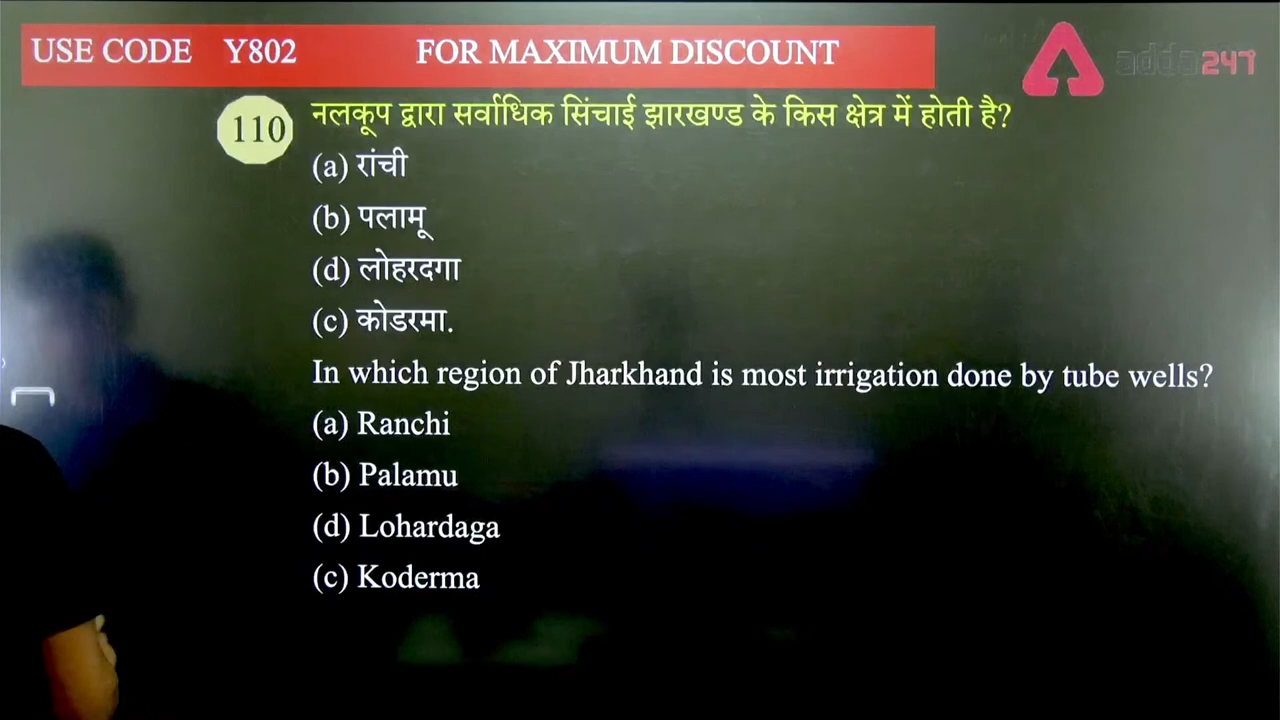 USE CODE Y802 FOR MAXIMUM DISCOUNT
adda247
110 नलकूप द्वारा सर्वाधिक सिंचाई झारखण्ड के किस क्षेत्र में होती है?
(a) रांची
(b) पलामू
(d) लोहरदगा
(c) कोडरमा.
In which region of Jharkhand is most irrigation done by tube wells?
(a) Ranchi
(b) Palamu
(d) Lohardaga
(c) Koderma